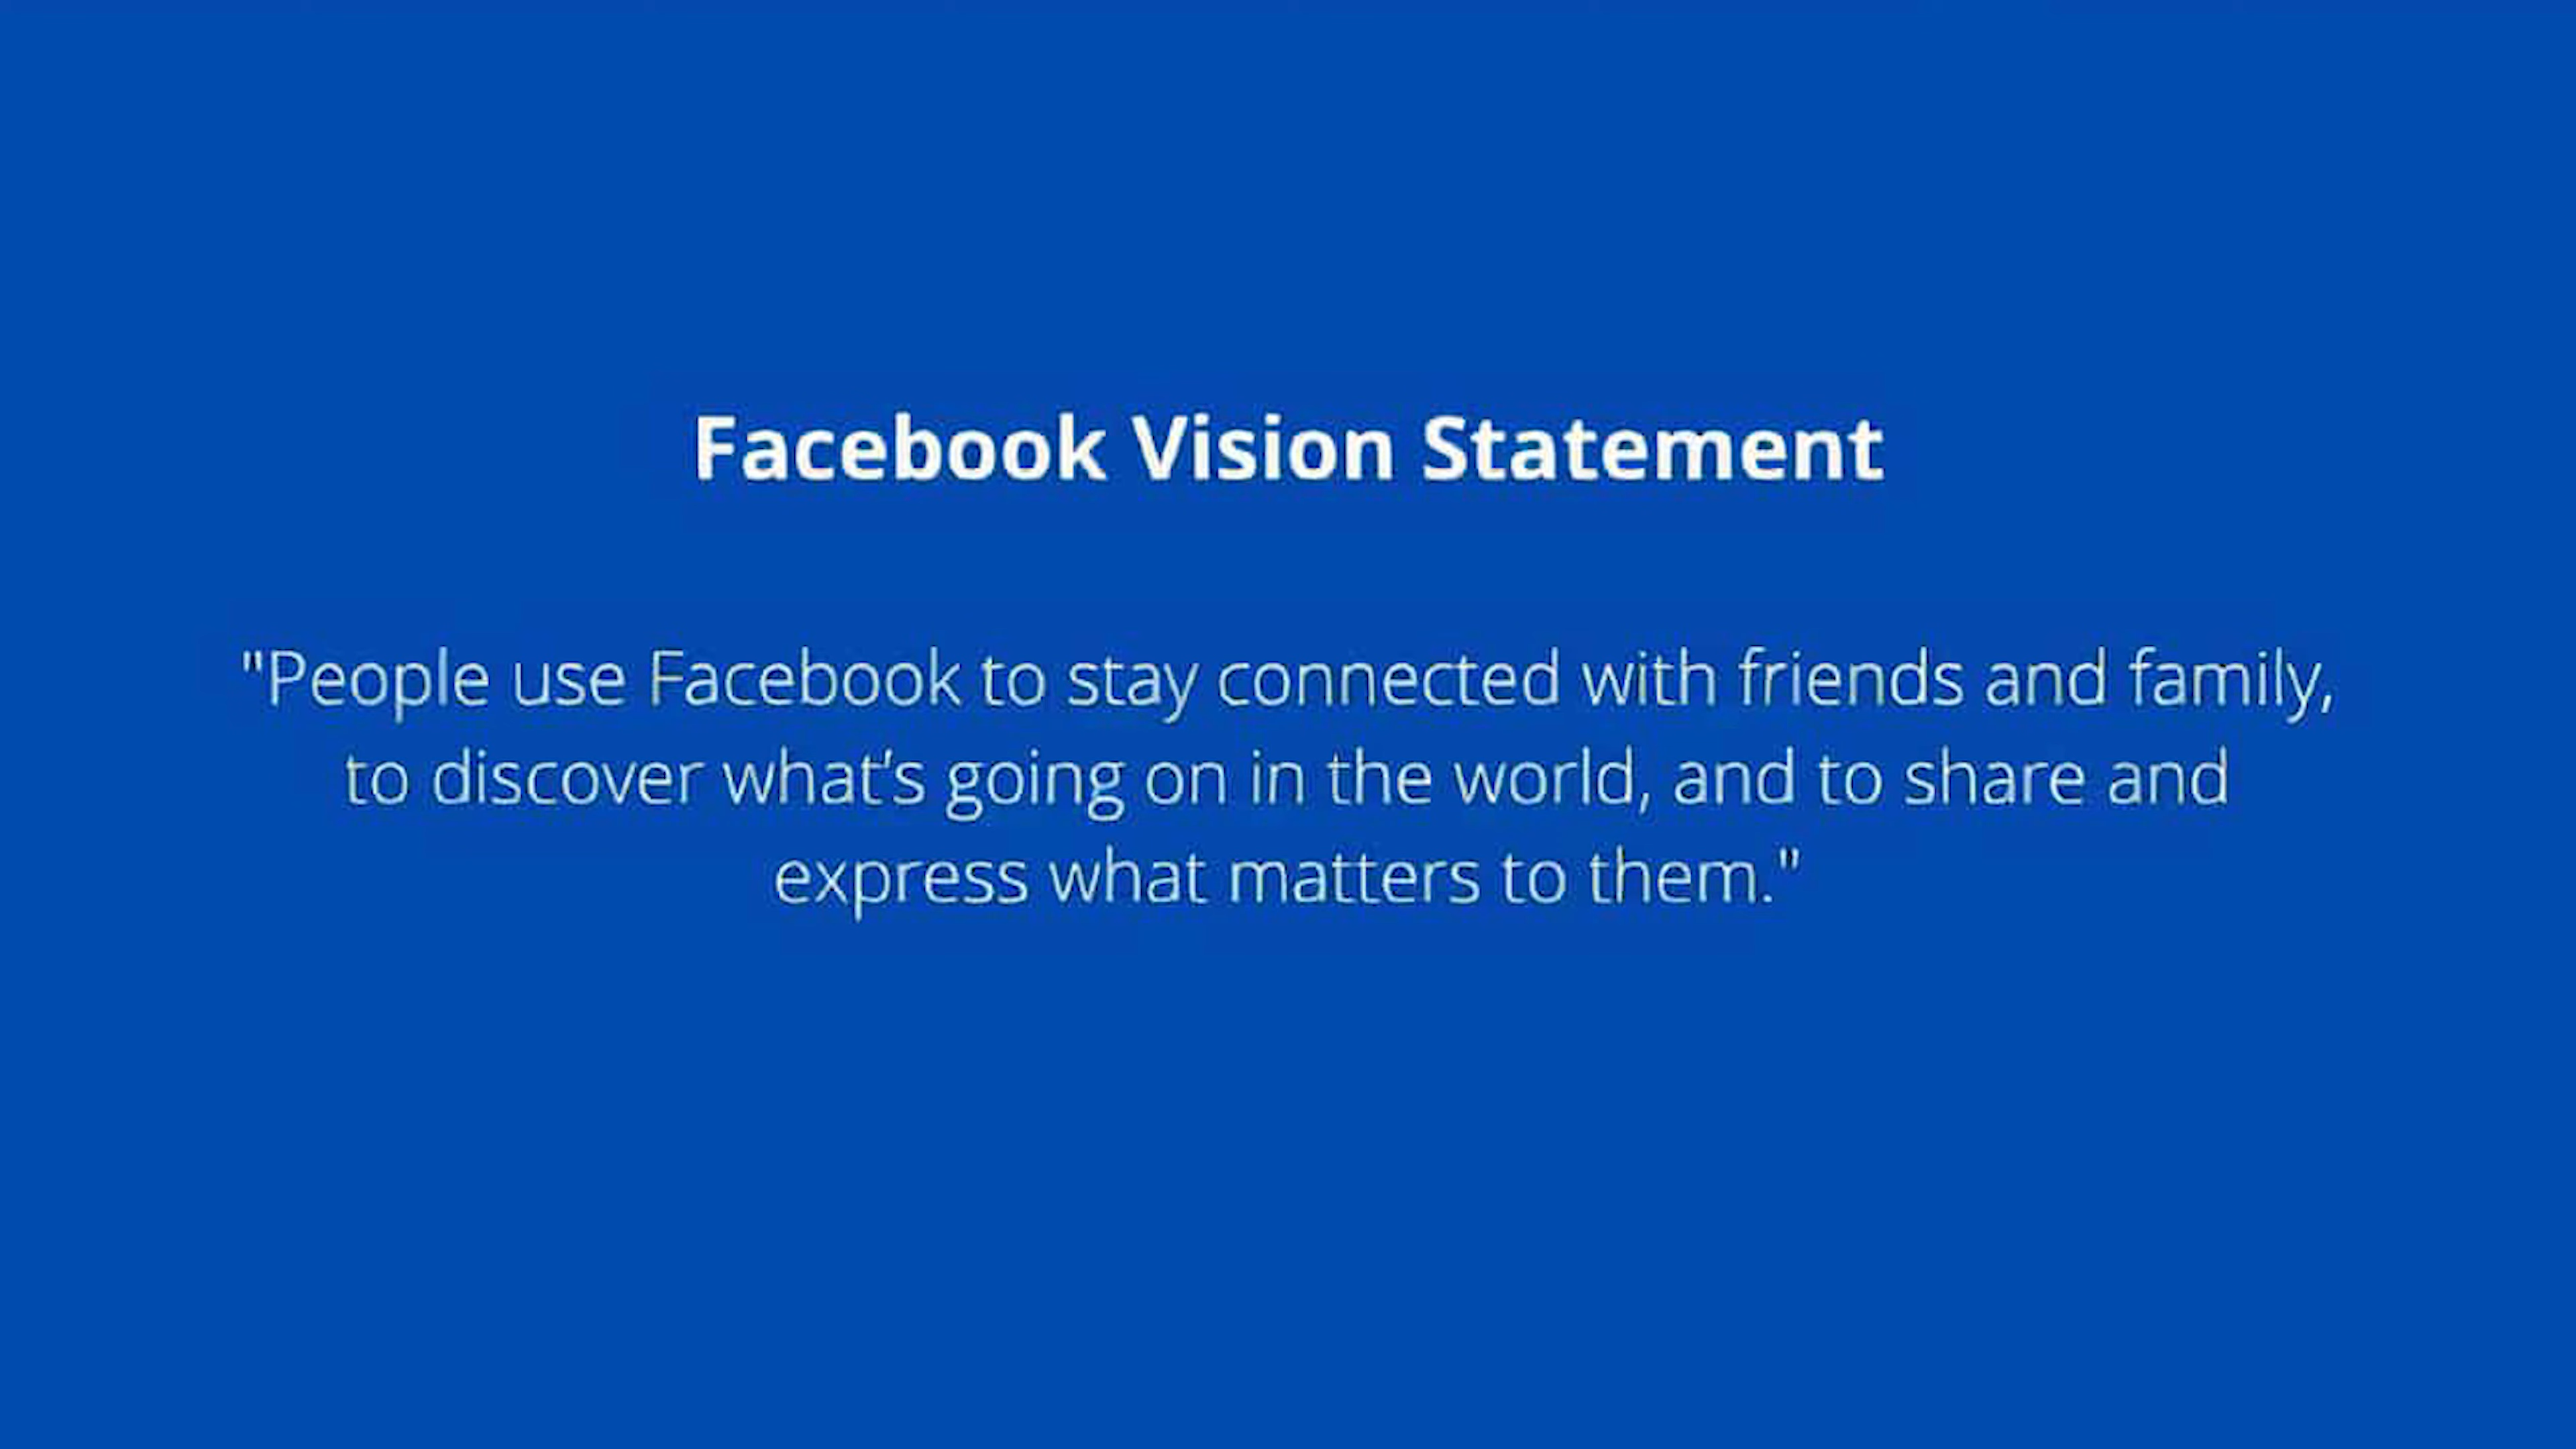 Facebook Vision Statement
"People use Facebook to stay connected with friends and family,
to discover what's going on in the world, and to share and
express what matters to them."